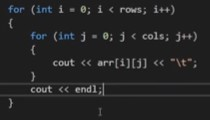 for (int i = 0; i < rows; i++)
{
    for (int j = 0; j < cols; j++)
    {
        cout << arr[i][j] << "\t";
    }
    cout << endl;
}